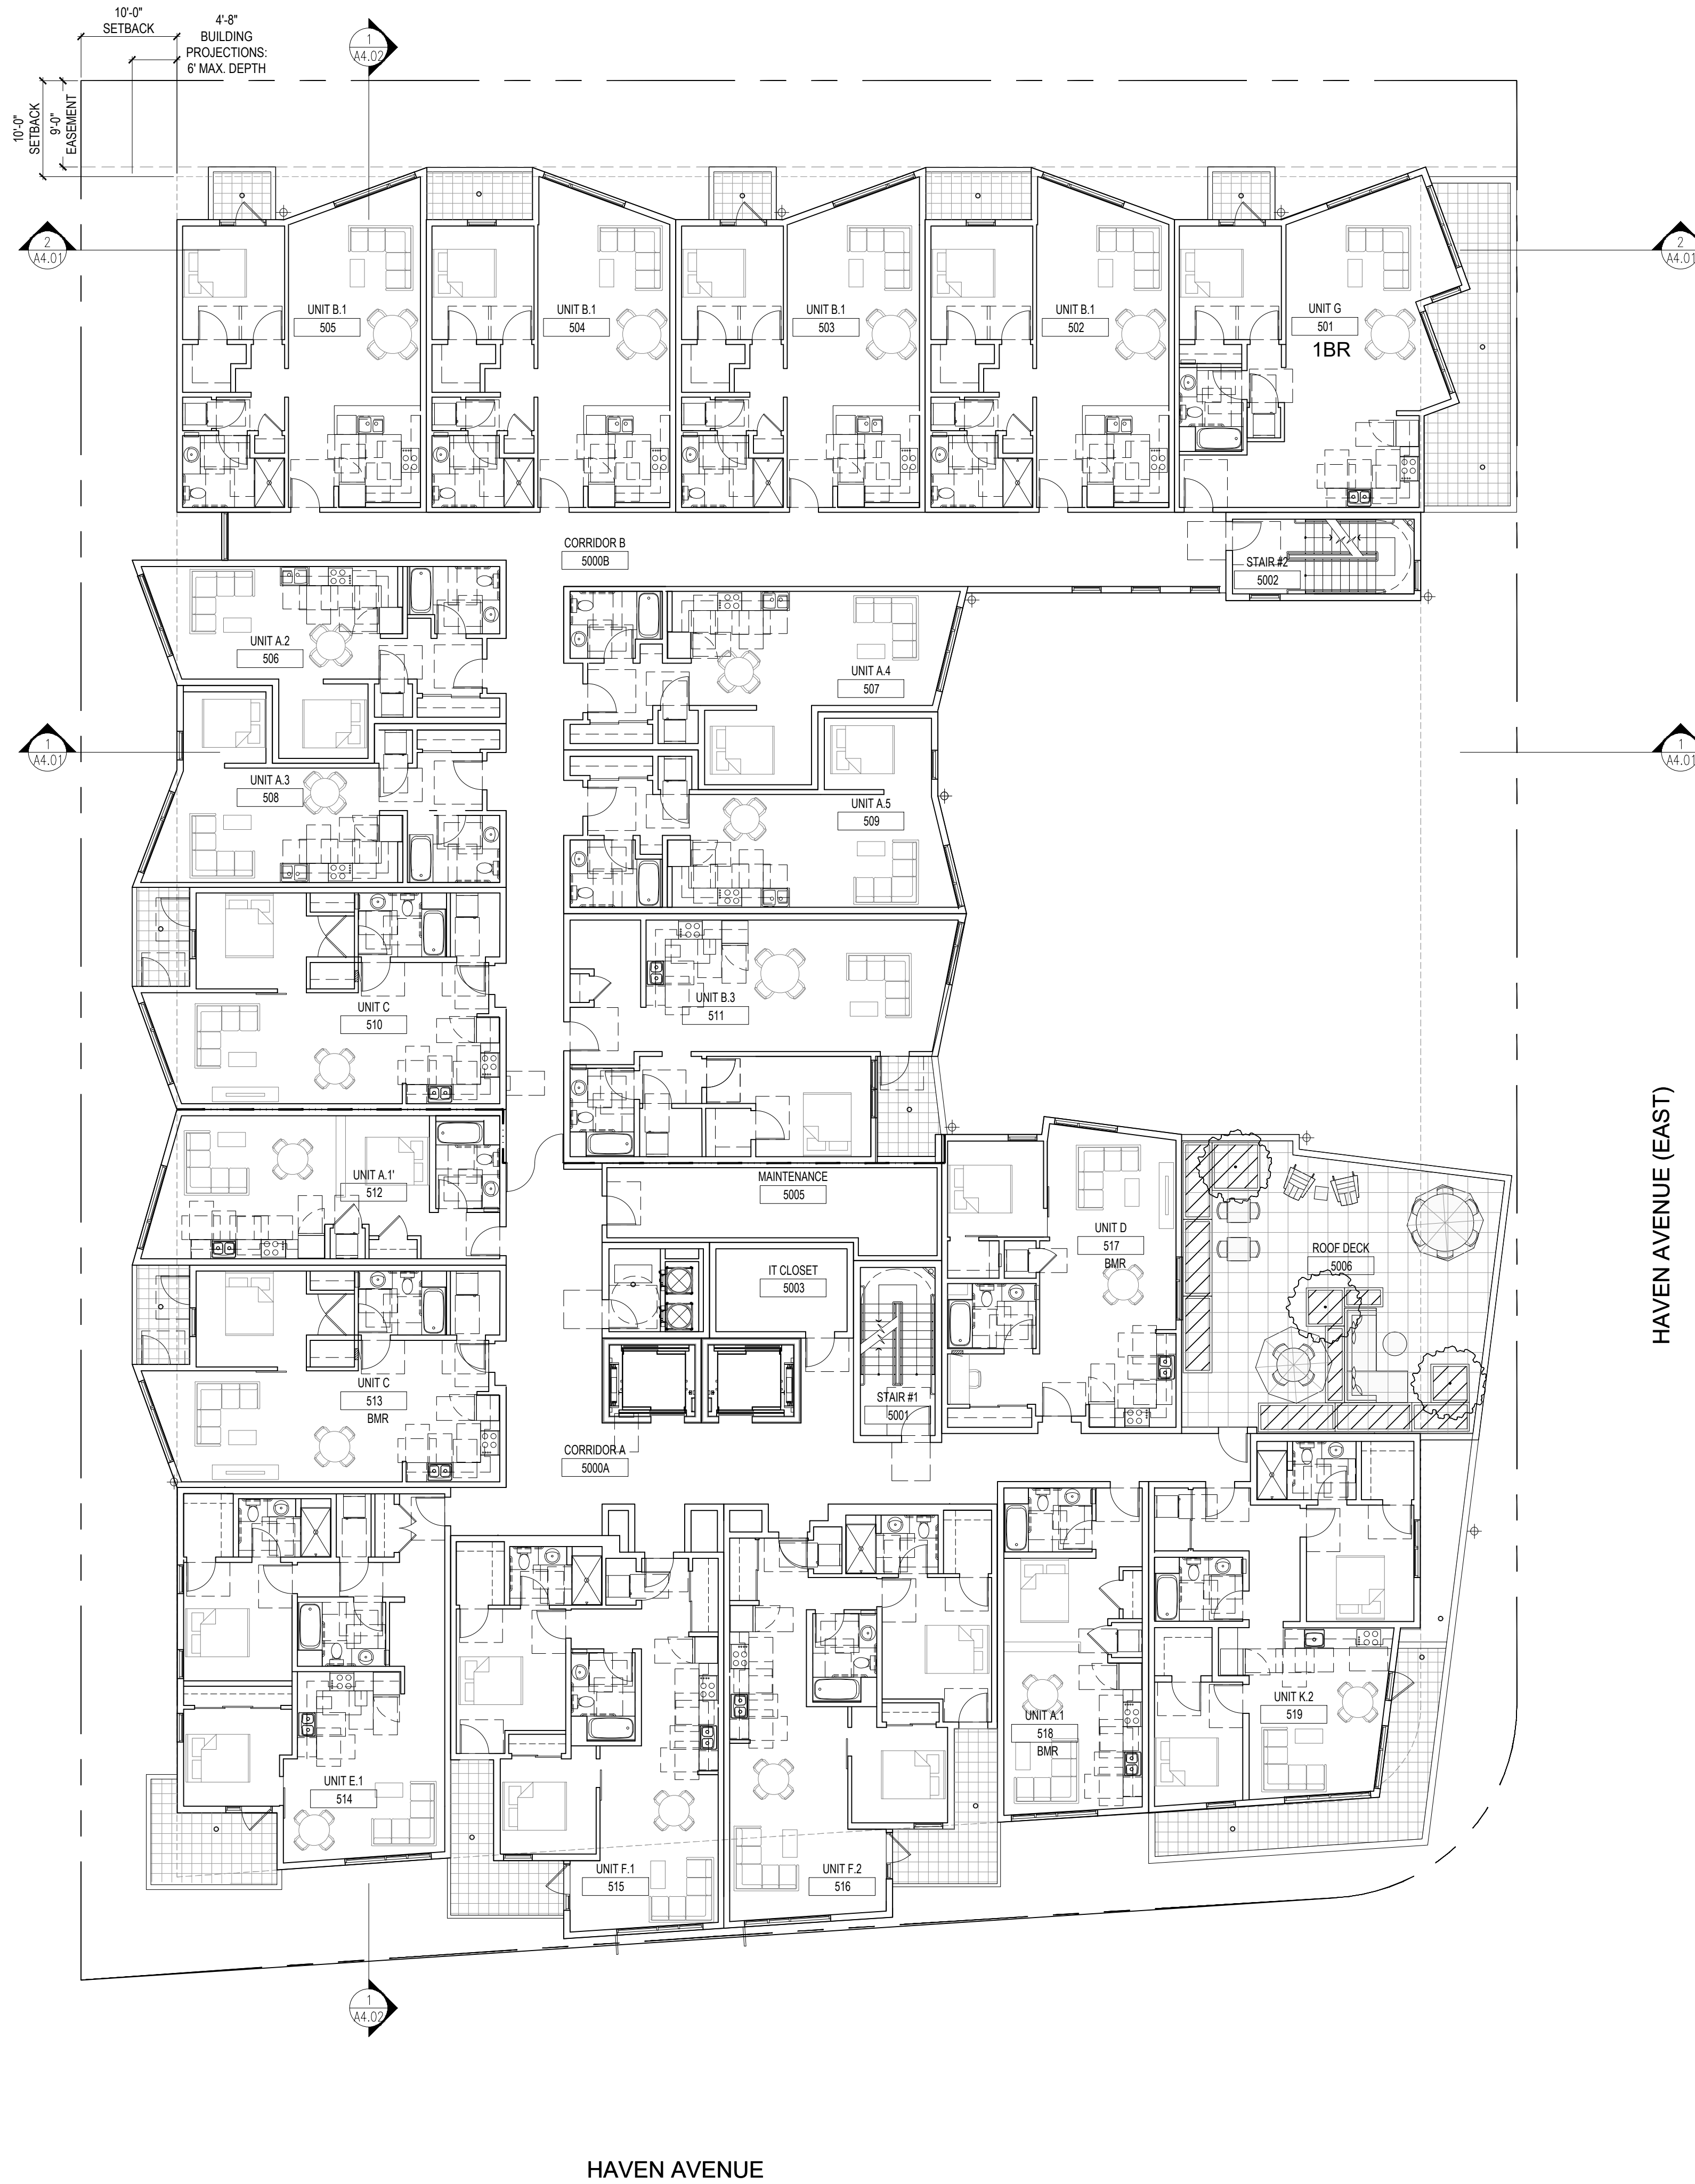 10'-0"
SETBACK
4'-8"
BUILDING
PROJECTIONS:
6' MAX. DEPTH
1
A4.02
10'-0"
SETBACK
9'-0"
EASEMENT
2
A4.01
2
A4.01
UNIT B.1
505
UNIT B.1
504
UNIT B.1
503
UNIT B.1
502
UNIT G
501
1BR
CORRIDOR B
5000B
STAIR #2
5002
UNIT A.2
506
UNIT A.4
507
1
A4.01
1
A4.01
UNIT A.3
508
UNIT A.5
509
UNIT C
510
UNIT B.3
511
UNIT A.1'
512
MAINTENANCE
5005
UNIT D
517
BMR
ROOF DECK
5006
IT CLOSET
5003
HAVEN AVENUE (EAST)
UNIT C
513
BMR
STAIR #1
5001
CORRIDOR A
5000A
UNIT E.1
514
UNIT F.1
515
UNIT F.2
516
UNIT A.1
518
BMR
UNIT K.2
519
1
A4.02
HAVEN AVENUE